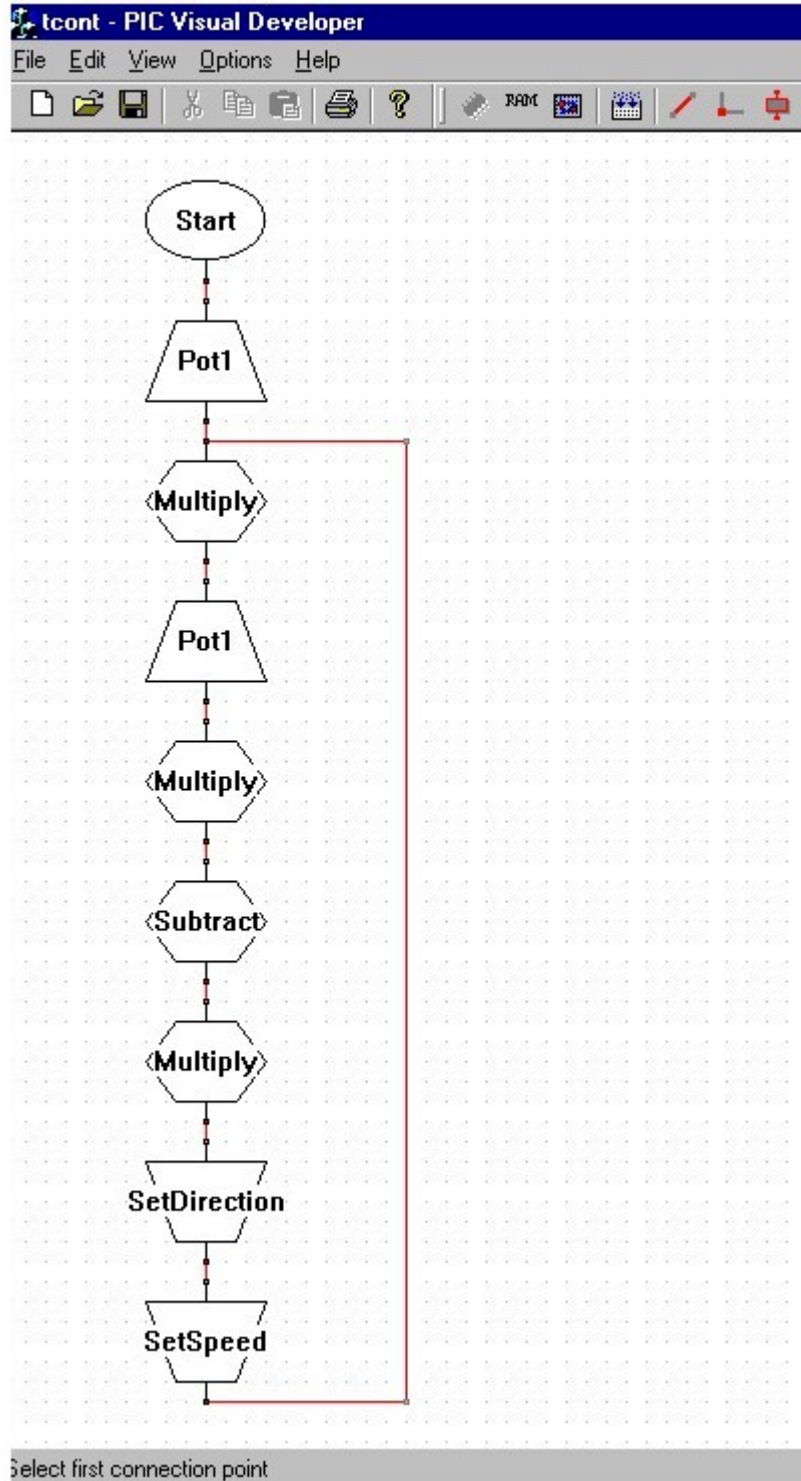 tcont - PIC Visual Developer
File Edit View Options Help
RAM
Start
Pot1
Multiply
Pot1
Multiply
Subtract
Multiply
SetDirection
SetSpeed
Select first connection point